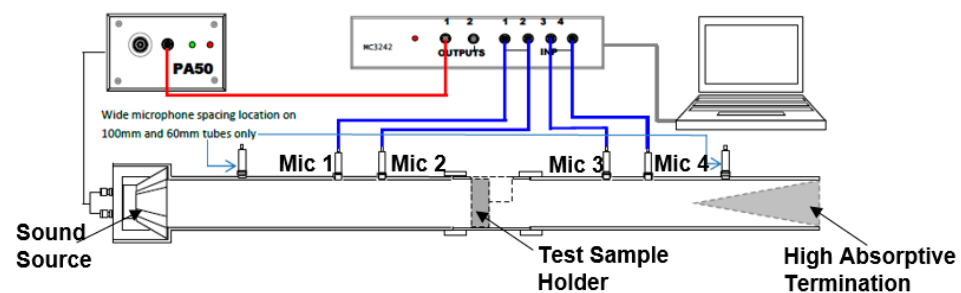 1 2 1 2 3 4
MC3242
OUTPUTS INP
PA50
Wide microphone spacing location on
100mm and 60mm tubes only
Mic 1 Mic 2 Mic 3 Mic 4
Sound
Source
Test Sample
Holder
High Absorptive
Termination